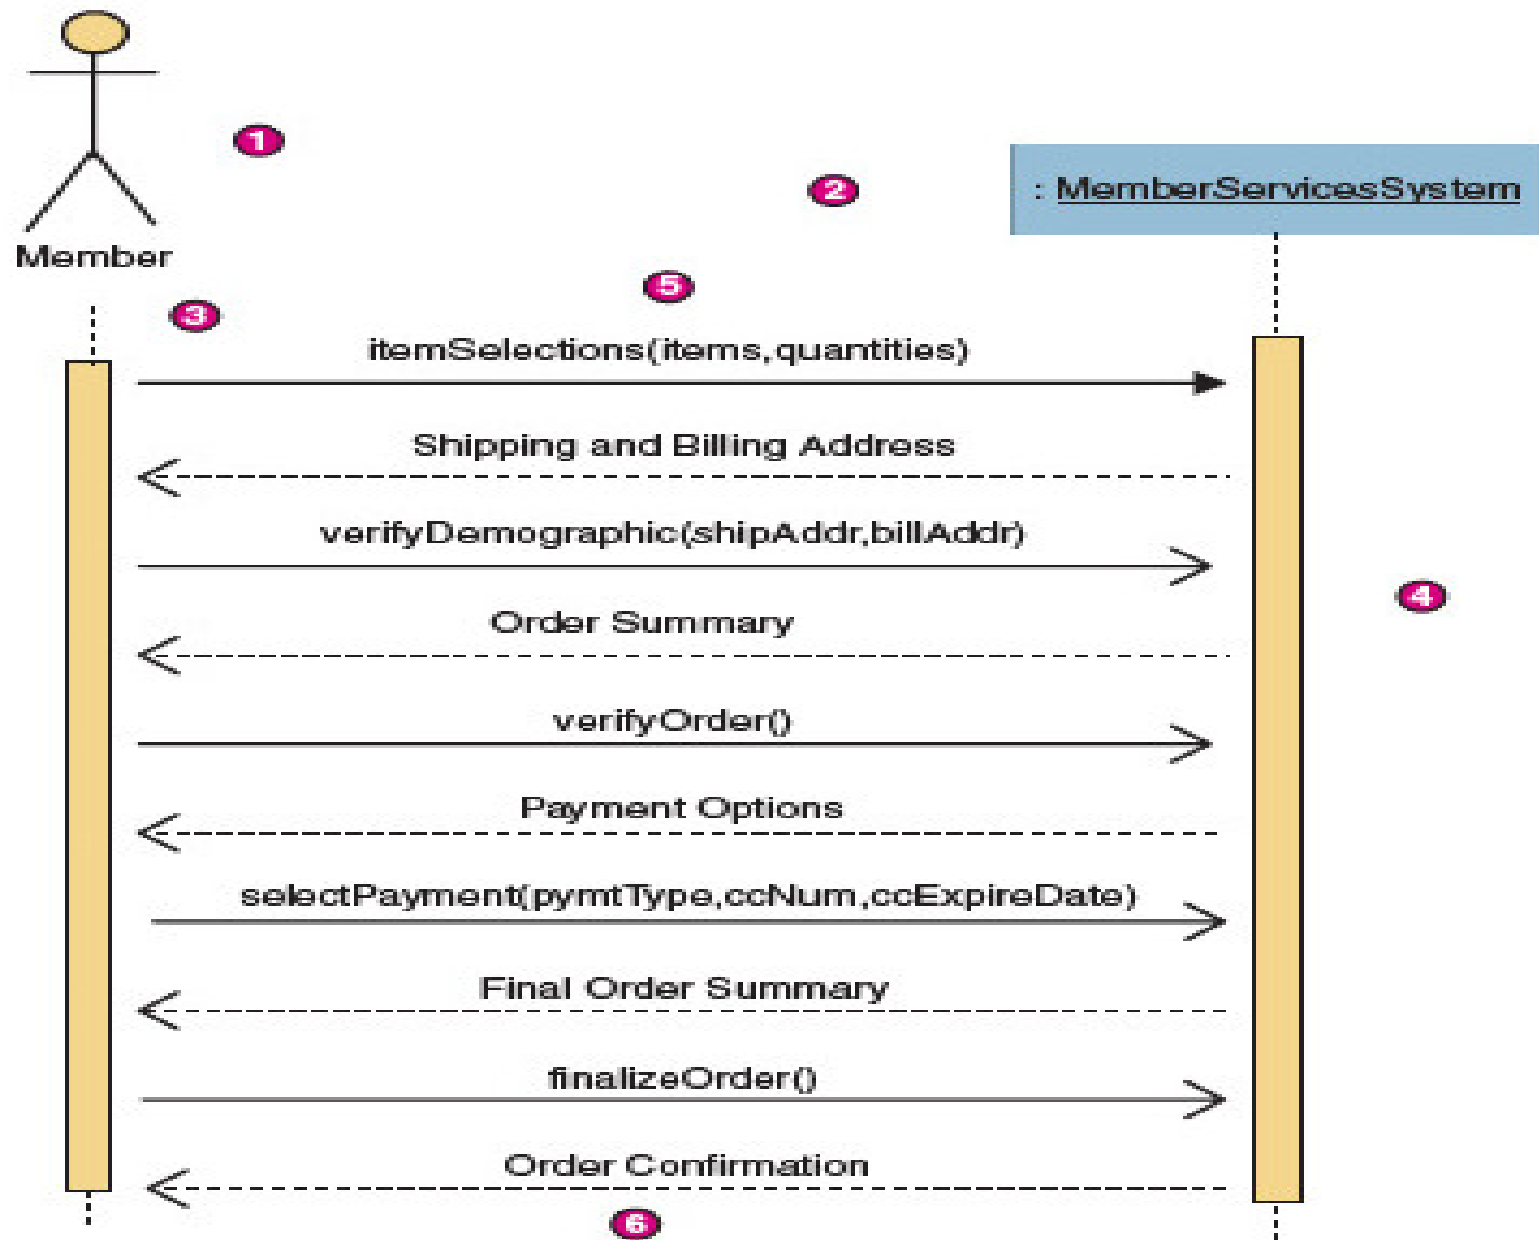 1
2
: MemberServicesSystem
Member
5
3
itemSelections(items,quantities)
Shipping and Billing Address
verifyDemographic(shipAddr,billAddr)
4
Order Summary
verifyOrder()
Payment Options
selectPayment(pymtType,ccNum,ccExpireDate)
Final Order Summary
finalizeOrder()
Order Confirmation
6